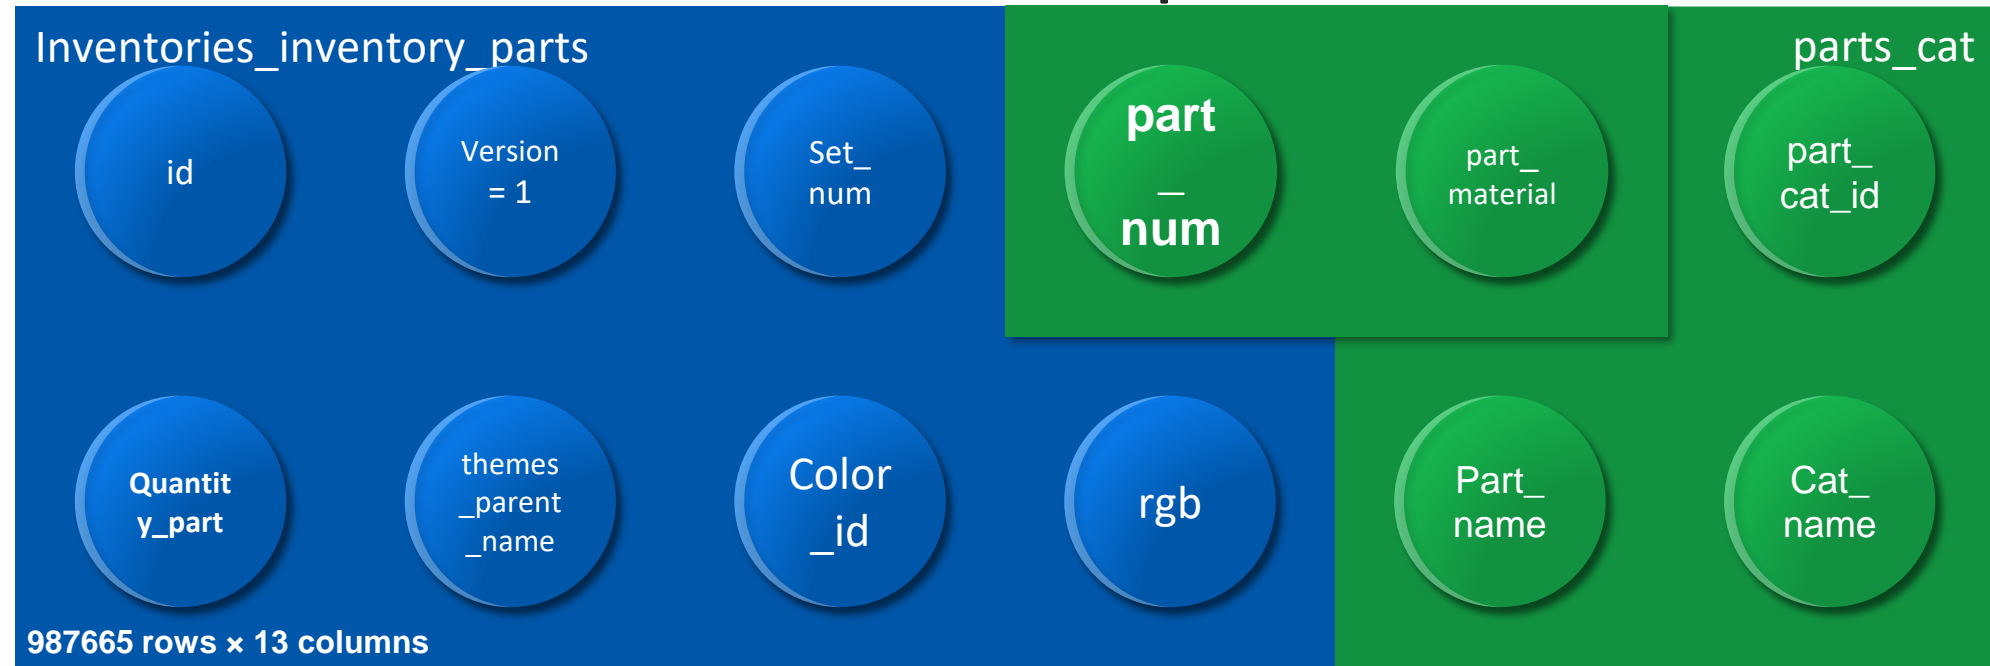 Inventories_inventory_parts
parts_cat
id
Version
= 1
Set_
num
part
_
num
part_
material
part_
cat_id
Quantit
y_part
themes
_parent
_name
Color
_id
rgb
Part_
name
Cat_
name
987665 rows × 13 columns